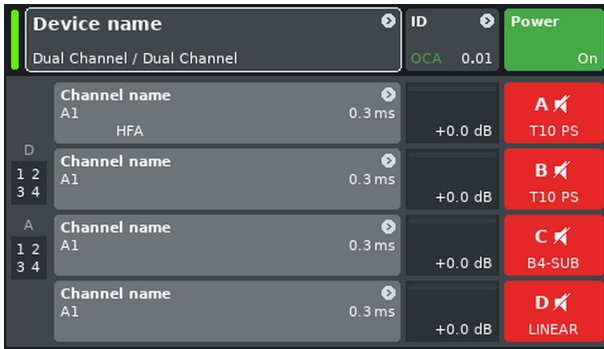 Device name
Dual Channel / Dual Channel
ID
OCA 0.01
Power
On
Channel name
A1 0.3 ms
HFA
+0.0 dB
A
T10 PS
Channel name
A1 0.3 ms
+0.0 dB
B
T10 PS
Channel name
A1 0.3 ms
+0.0 dB
C
B4-SUB
Channel name
A1 0.3 ms
+0.0 dB
D
LINEAR
D
1 2
3 4
A
1 2
3 4